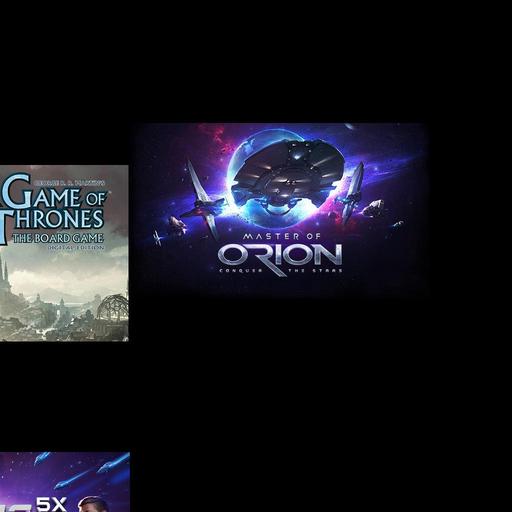 GEORGE R. R. MARTIN'S
GAME OF
THRONES
THE BOARD GAME
DIGITAL EDITION
MASTER OF
ORION
CONQUER THE STARS
5X